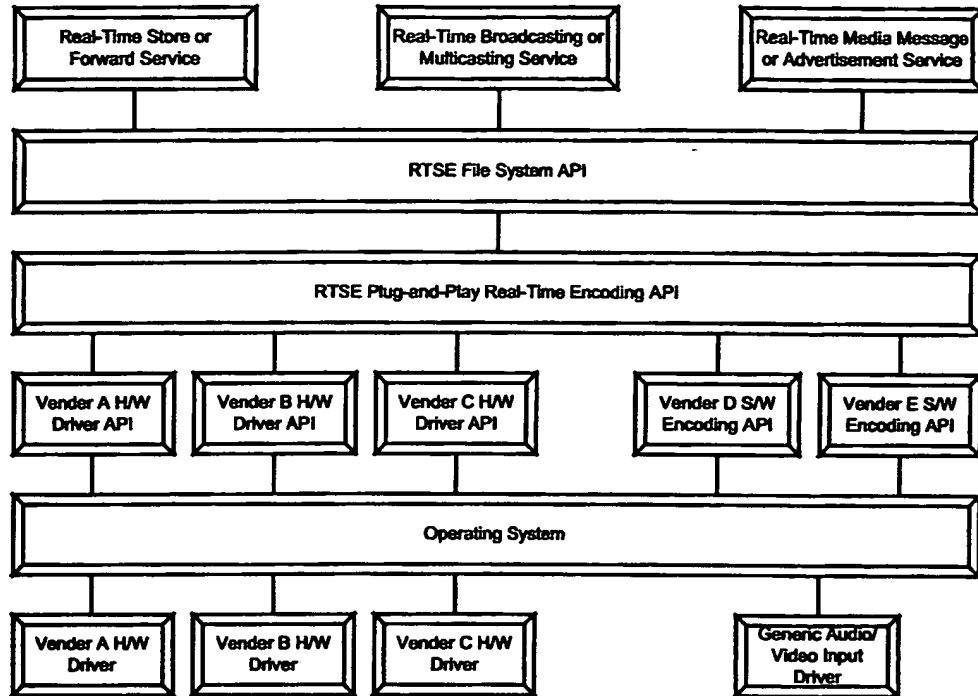 Real-Time Store or
Forward Service
Real-Time Broadcasting or
Multicasting Service
Real-Time Media Message
or Advertisement Service
RTSE File System API
RTSE Plug-and-Play Real-Time Encoding API
Vender A H/W
Driver API
Vender B H/W
Driver API
Vender C H/W
Driver API
Vender D S/W
Encoding API
Vender E S/W
Encoding API
Operating System
Vender A H/W
Driver
Vender B H/W
Driver
Vender C H/W
Driver
Generic Audio/
Video Input
Driver